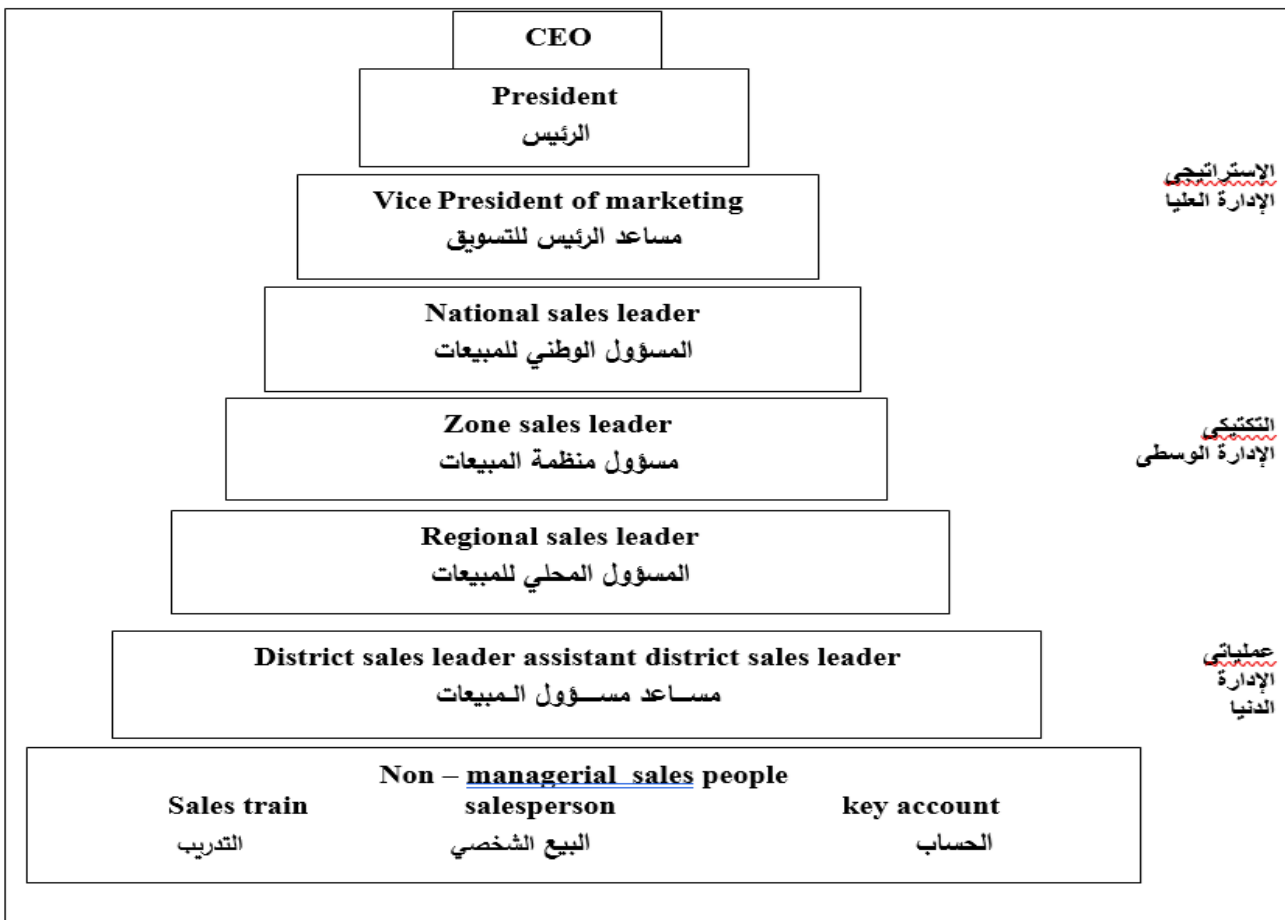 CEO
President
الرئيس
Vice President of marketing
مساعد الرئيس للتسويق
الإستراتيجي
الإدارة العليا
National sales leader
المسؤول الوطني للمبيعات
Zone sales leader
مسؤول منظمة المبيعات
التكتيكي
الإدارة الوسطى
Regional sales leader
المسؤول المحلي للمبيعات
District sales leader assistant district sales leader
مســاعد مســـؤول الـمبيعات
عملياتي
الإدارة
الدنيا
Non – managerial sales people
Sales train salesperson key account
التدريب البيع الشخصي الحساب